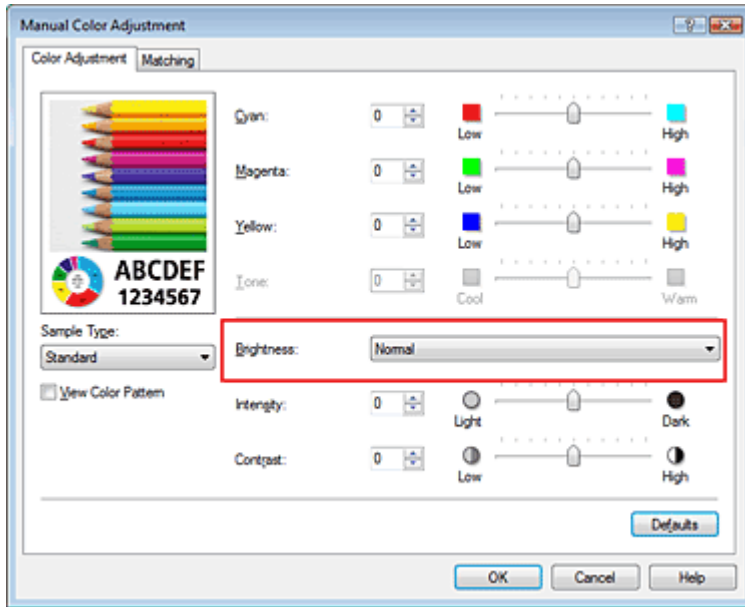 Manual Color Adjustment
Color Adjustment Matching
ABCDEF
1234567
Sample Type:
Standard
View Color Pattern
Cyan: 0 Low High
Magenta: 0 Low High
Yellow: 0 Low High
Tone: 0 Cool Warm
Brightness: Normal
Intensity: 0 Light Dark
Contrast: 0 Low High
Defaults
OK Cancel Help